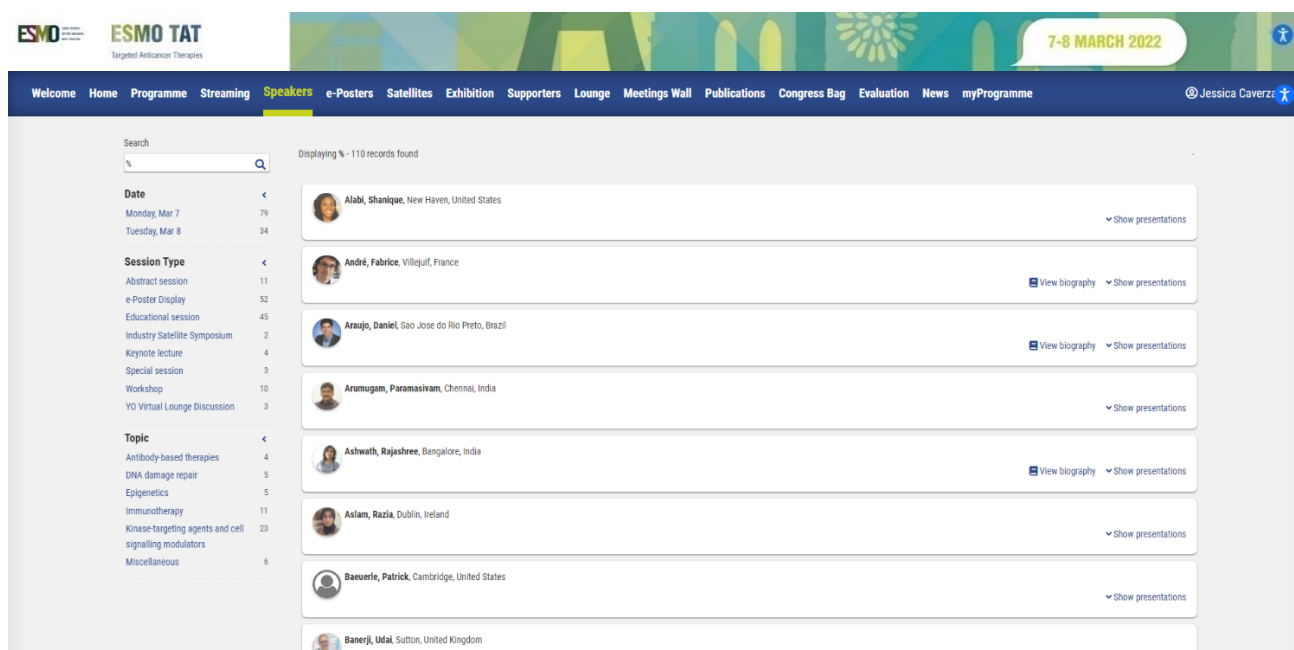 ESMO
ESMO TAT
Targeted Anticancer Therapies
7-8 MARCH 2022
Welcome Home Programme Streaming Speakers e-Posters Satellites Exhibition Supporters Lounge Meetings Wall Publications Congress Bag Evaluation News myProgramme Jessica Caverza
Search
%
Displaying % - 110 records found
Date
Monday, Mar 7 79
Tuesday, Mar 8 34
Session Type
Abstract session 11
e-Poster Display 52
Educational session 45
Industry Satellite Symposium 2
Keynote lecture 4
Special session 3
Workshop 10
YO Virtual Lounge Discussion 3
Topic
Antibody-based therapies 4
DNA damage repair 5
Epigenetics 5
Immunotherapy 11
Kinase-targeting agents and cell 23
signalling modulators
Miscellaneous 6
Alabi, Shanique, New Haven, United States
Show presentations
André, Fabrice, Villejuif, France
View biography Show presentations
Araujo, Daniel, Sao Jose do Rio Preto, Brazil
View biography Show presentations
Arumugam, Paramasivam, Chennai, India
Show presentations
Ashwath, Rajashree, Bangalore, India
View biography Show presentations
Aslam, Razia, Dublin, Ireland
Show presentations
Baeuerle, Patrick, Cambridge, United States
Show presentations
Banerji, Udai, Sutton, United Kingdom